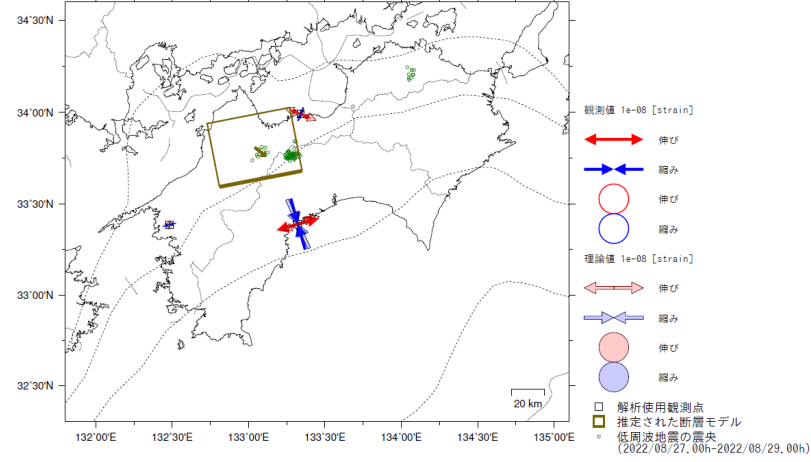 34°30'N
34°00'N
33°30'N
33°00'N
32°30'N
132°00'E
132°30'E
133°00'E
133°30'E
134°00'E
134°30'E
135°00'E
20 km
観測値 1e-08 [strain]
伸び
縮み
伸び
縮み
理論値 1e-08 [strain]
伸び
縮み
伸び
縮み
解析使用観測点
推定された断層モデル
低周波地震の震央
(2022/08/27.00h-2022/08/29.00h)